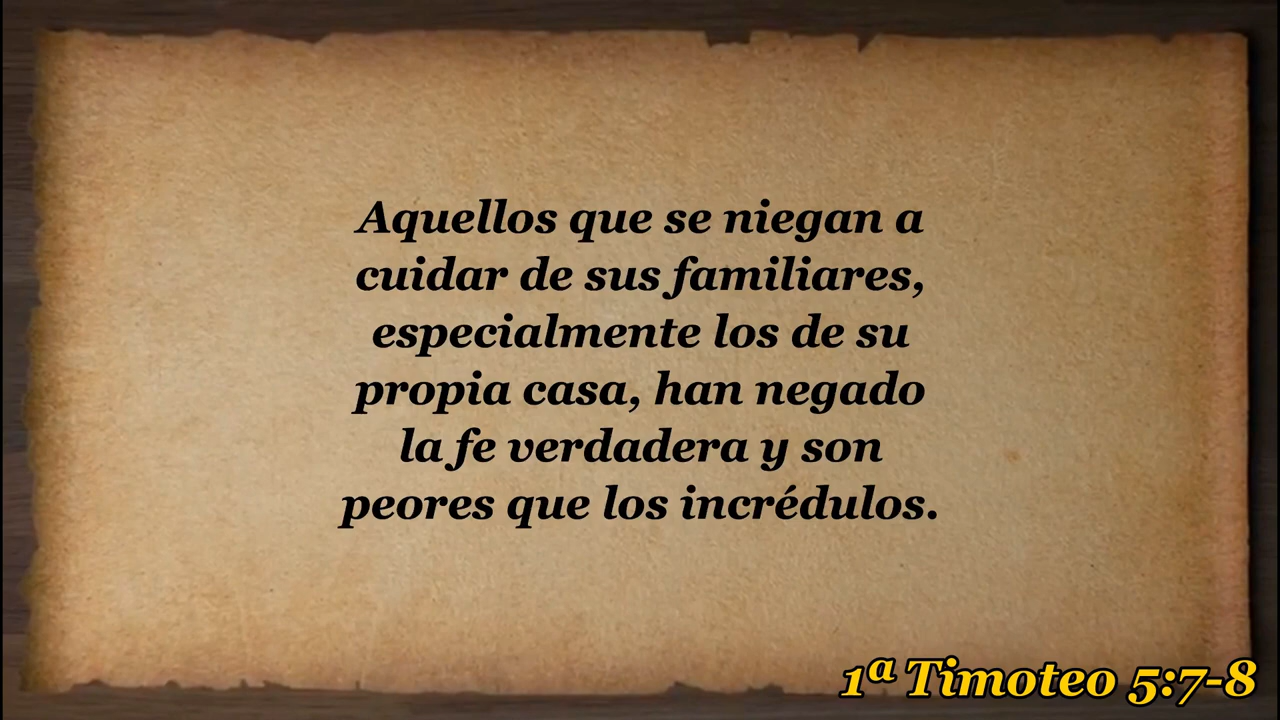 Aquellos que se niegan a
cuidar de sus familiares,
especialmente los de su
propia casa, han negado
la fe verdadera y son
peores que los incrédulos.
1ª Timoteo 5:7-8